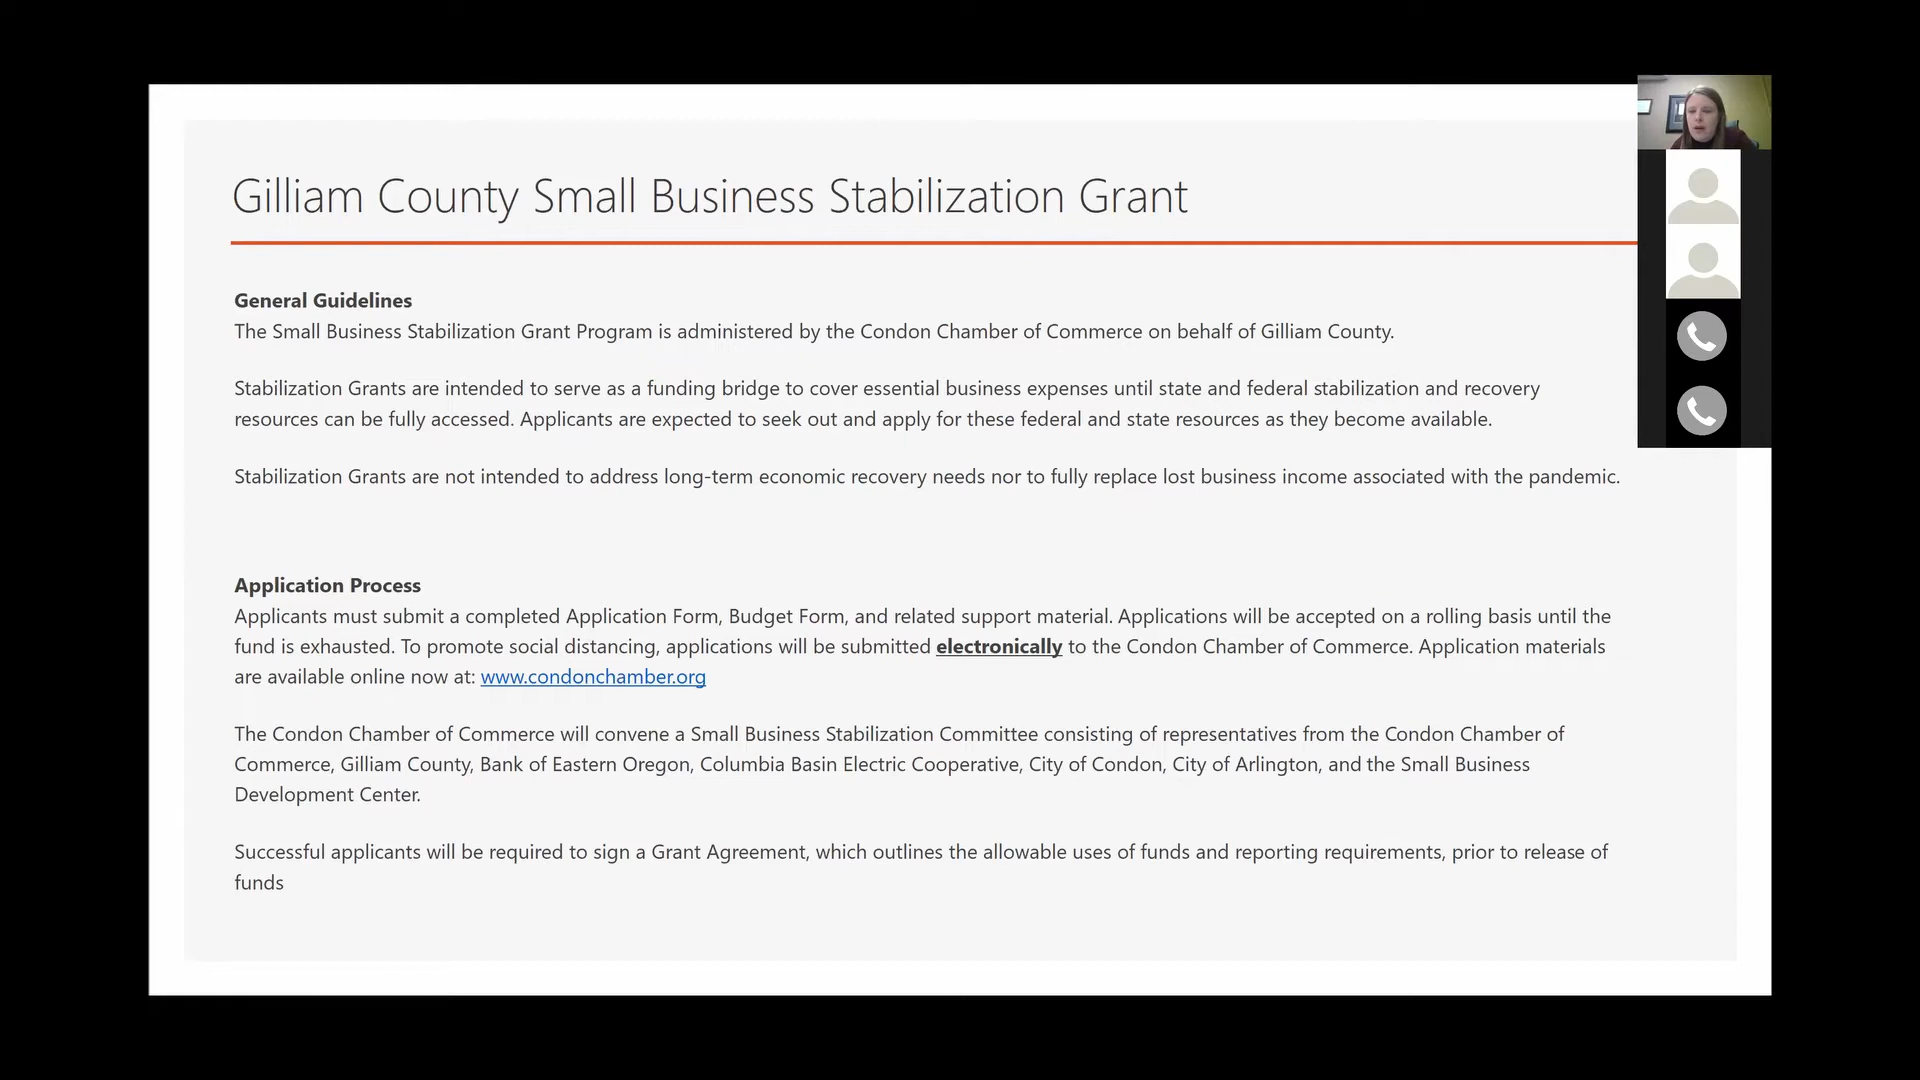 Gilliam County Small Business Stabilization Grant
General Guidelines
The Small Business Stabilization Grant Program is administered by the Condon Chamber of Commerce on behalf of Gilliam County.
Stabilization Grants are intended to serve as a funding bridge to cover essential business expenses until state and federal stabilization and recovery
resources can be fully accessed. Applicants are expected to seek out and apply for these federal and state resources as they become available.
Stabilization Grants are not intended to address long-term economic recovery needs nor to fully replace lost business income associated with the pandemic.
Application Process
Applicants must submit a completed Application Form, Budget Form, and related support material. Applications will be accepted on a rolling basis until the
fund is exhausted. To promote social distancing, applications will be submitted electronically to the Condon Chamber of Commerce. Application materials
are available online now at: www.condonchamber.org
The Condon Chamber of Commerce will convene a Small Business Stabilization Committee consisting of representatives from the Condon Chamber of
Commerce, Gilliam County, Bank of Eastern Oregon, Columbia Basin Electric Cooperative, City of Condon, City of Arlington, and the Small Business
Development Center.
Successful applicants will be required to sign a Grant Agreement, which outlines the allowable uses of funds and reporting requirements, prior to release of
funds